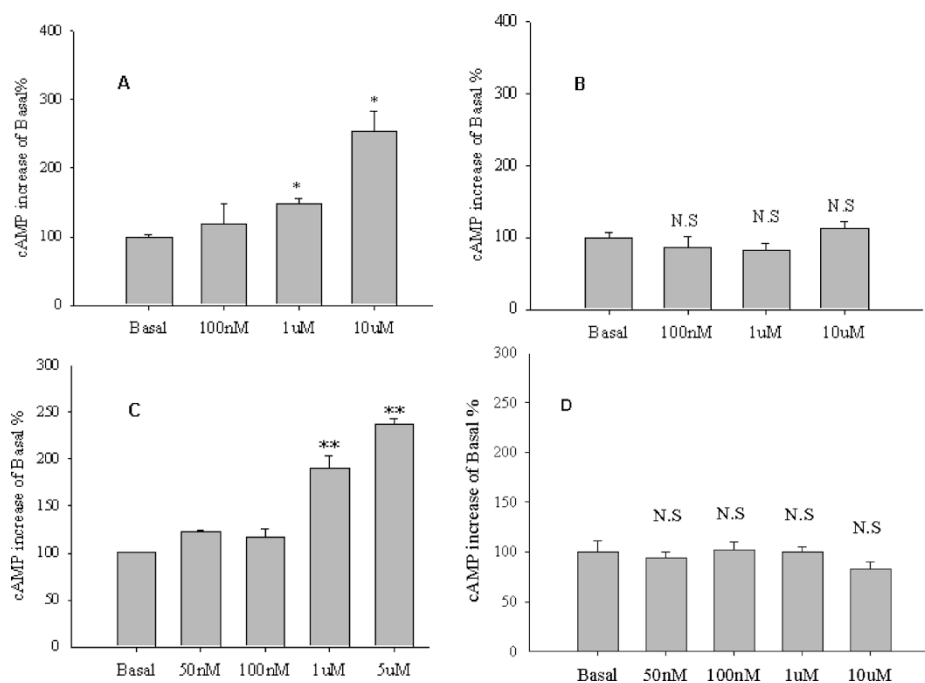 cAMP increase of Basal%
400
300
200
100
0
A
*
*
Basal
100nM
1uM
10uM
cAMP increase of Basal %
400
300
200
100
0
B
N.S
N.S
N.S
Basal
100nM
1uM
10uM
cAMP increase of Basal %
300
250
200
150
100
50
0
C
**
**
Basal
50nM
100nM
1uM
5uM
cAMP increase of Basal %
300
250
200
150
100
50
0
D
N.S
N.S
N.S
N.S
Basal
50nM
100nM
1uM
10uM